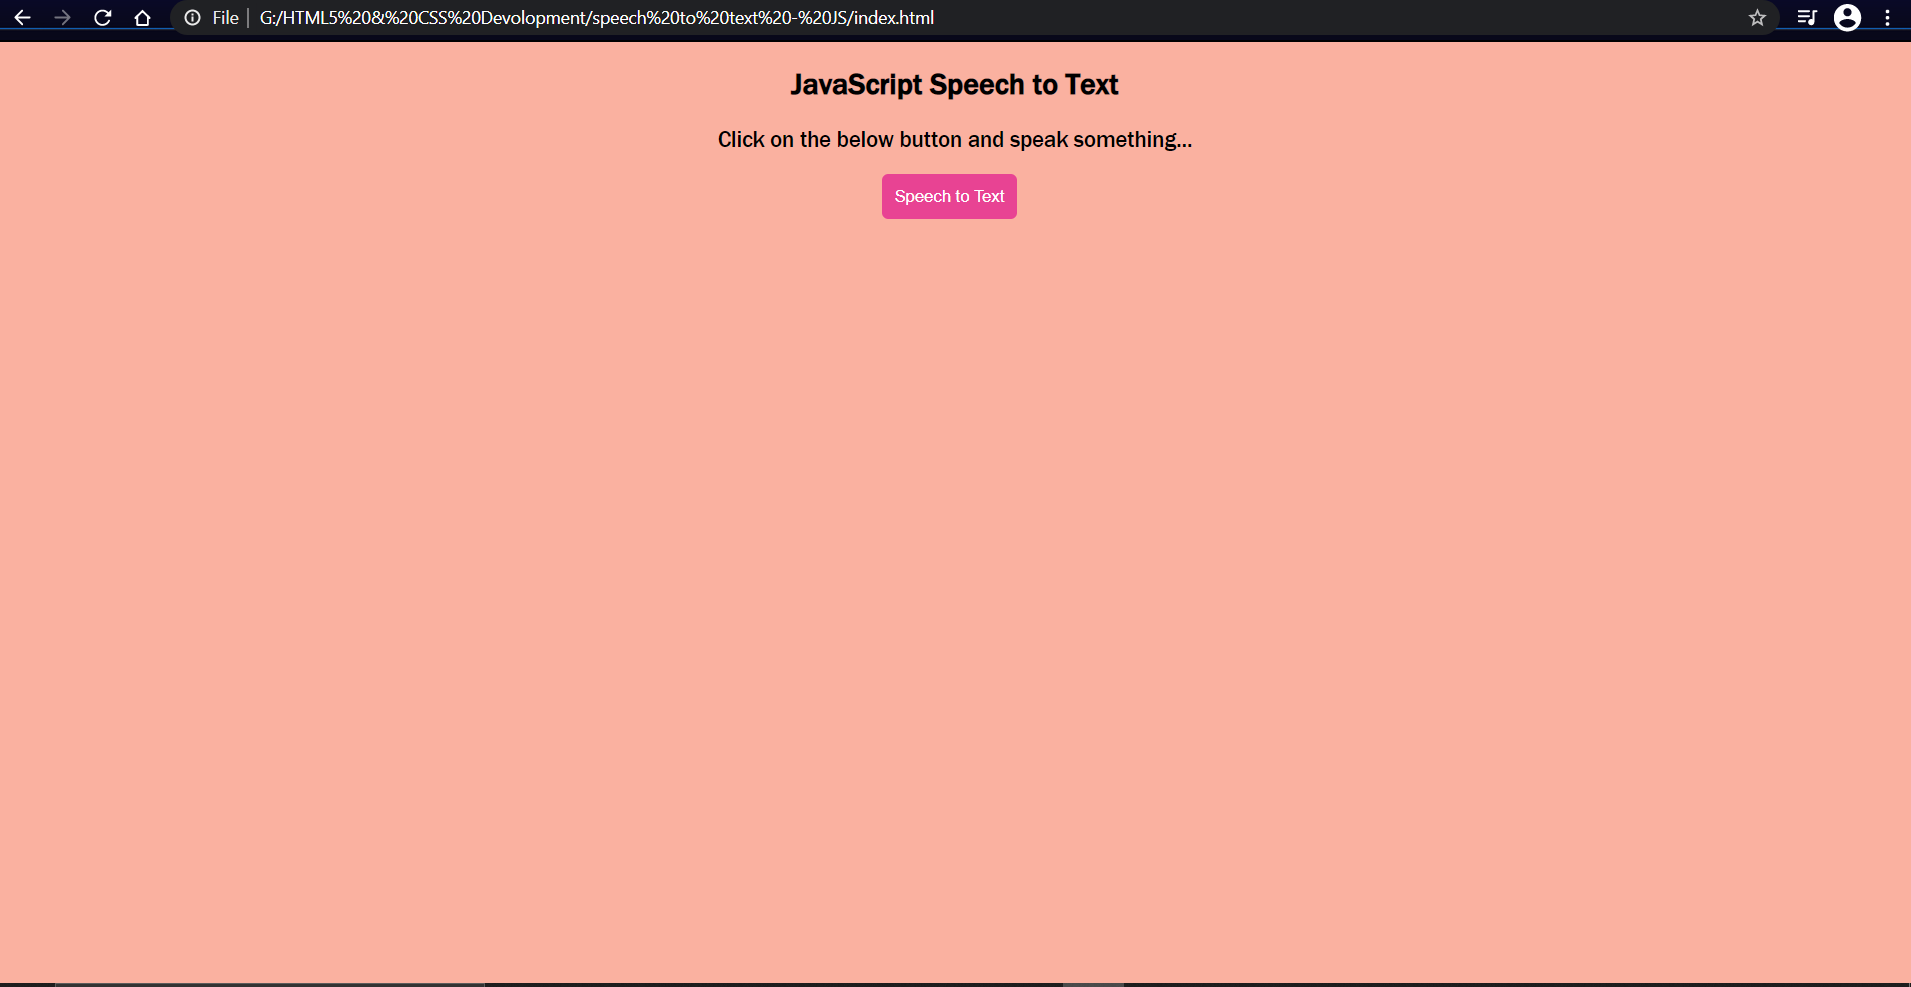 File G:/HTML5%20&%20CSS%20Devolopment/speech%20to%20text%20-%20JS/index.html
JavaScript Speech to Text
Click on the below button and speak something...
Speech to Text